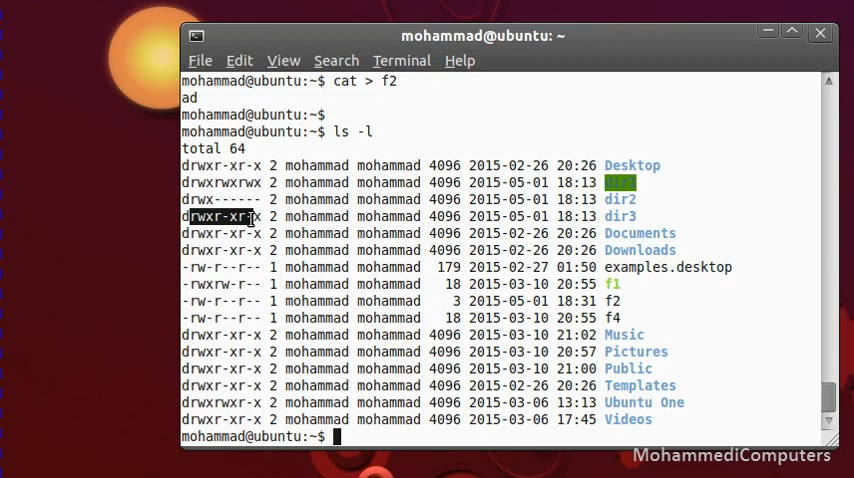 mohammad@ubuntu: ~
File Edit View Search Terminal Help
mohammad@ubuntu:~$ cat > f2
ad
mohammad@ubuntu:~$
mohammad@ubuntu:~$ ls -l
total 64
drwxr-xr-x 2 mohammad mohammad 4096 2015-02-26 20:26 Desktop
drwxrwxrwx 2 mohammad mohammad 4096 2015-05-01 18:13 dir1
drwx------ 2 mohammad mohammad 4096 2015-05-01 18:13 dir2
drwxr-xr-x 2 mohammad mohammad 4096 2015-05-01 18:13 dir3
drwxr-xr-x 2 mohammad mohammad 4096 2015-02-26 20:26 Documents
drwxr-xr-x 2 mohammad mohammad 4096 2015-02-26 20:26 Downloads
-rw-r--r-- 1 mohammad mohammad 179 2015-02-27 01:50 examples.desktop
-rwxrw-r-- 1 mohammad mohammad 18 2015-03-10 20:55 f1
-rw-r--r-- 1 mohammad mohammad 3 2015-05-01 18:31 f2
-rw-r--r-- 1 mohammad mohammad 18 2015-03-10 20:55 f4
drwxr-xr-x 2 mohammad mohammad 4096 2015-03-10 21:02 Music
drwxr-xr-x 2 mohammad mohammad 4096 2015-03-10 20:57 Pictures
drwxr-xr-x 2 mohammad mohammad 4096 2015-03-10 21:00 Public
drwxr-xr-x 2 mohammad mohammad 4096 2015-02-26 20:26 Templates
drwxrwxr-x 2 mohammad mohammad 4096 2015-03-06 13:13 Ubuntu One
drwxr-xr-x 2 mohammad mohammad 4096 2015-03-06 17:45 Videos
mohammad@ubuntu:~$
MohammediComputers